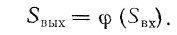 Sвых = φ (Sвх).